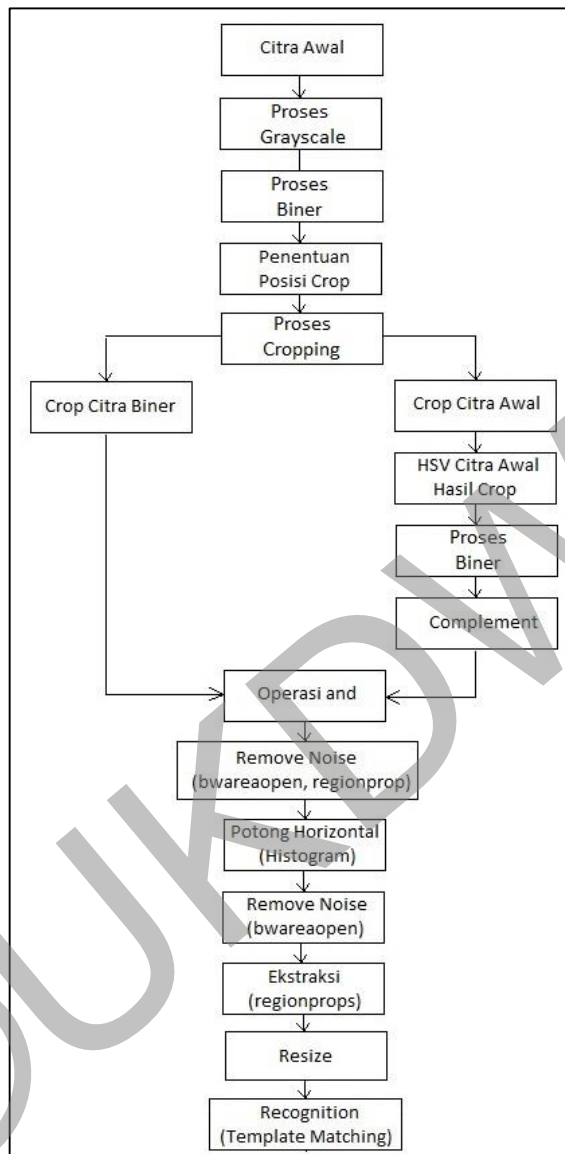 Citra Awal
Proses
Grayscale
Proses
Biner
Penentuan
Posisi Crop
Proses
Cropping
Crop Citra Biner
Crop Citra Awal
HSV Citra Awal
Hasil Crop
Proses
Biner
Complement
Operasi and
Remove Noise
(bwareaopen, regionprop)
Potong Horizontal
(Histogram)
Remove Noise
(bwareaopen)
Ekstraksi
(regionprops)
Resize
Recognition
(Template Matching)
UKDW